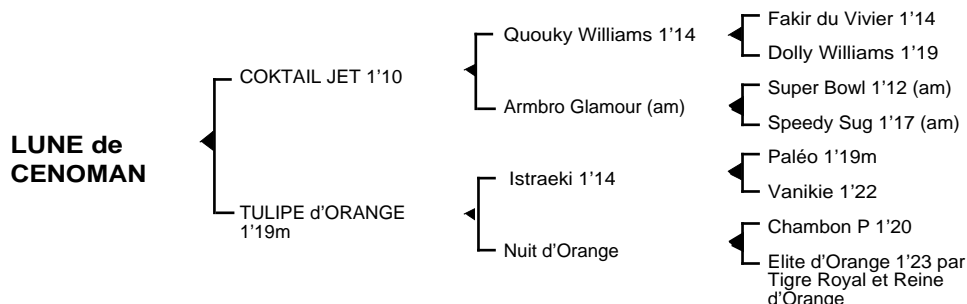 Fakir du Vivier 1’14
Quouky Williams 1’14
Dolly Williams 1’19
COKTAIL JET 1’10
Super Bowl 1’12 (am)
Armbro Glamour (am)
Speedy Sug 1’17 (am)
LUNE de
CENOMAN
Paléo 1’19m
Istraeki 1’14
Vanikie 1’22
TULIPE d’ORANGE
1’19m
Chambon P 1’20
Nuit d’Orange
Elite d’Orange 1’23 par
Tigre Royal et Reine
d’Orange